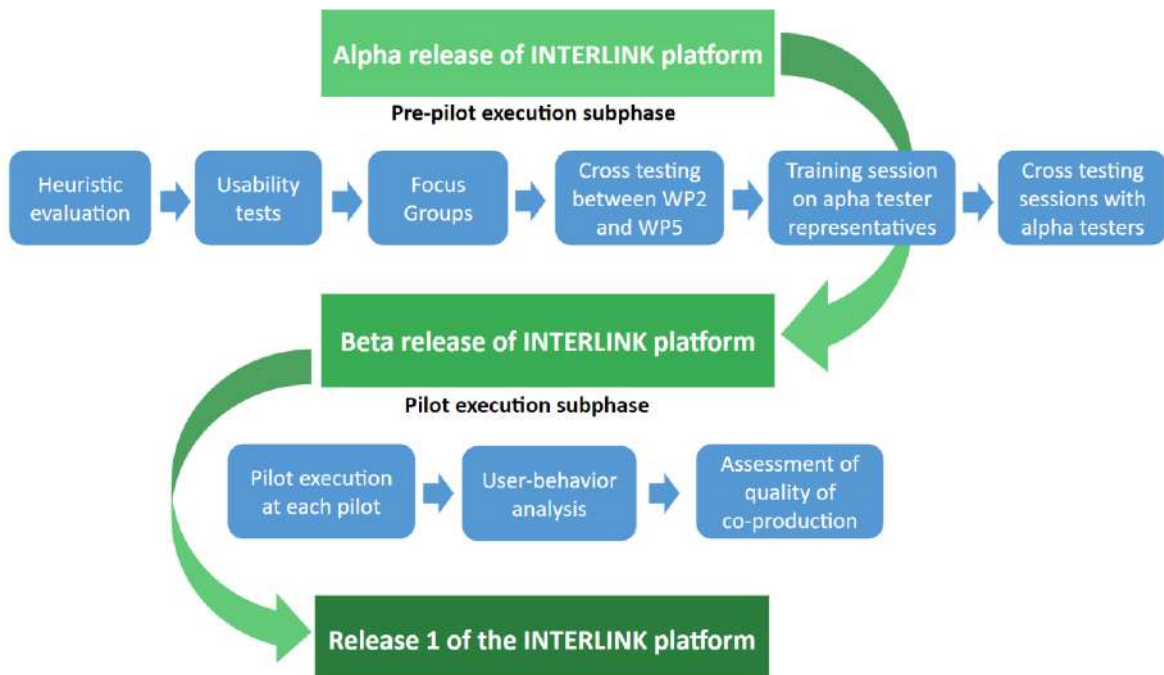 Alpha release of INTERLINK platform
Pre-pilot execution subphase
Heuristic
evaluation
Usability
tests
Focus
Groups
Cross testing
between WP2
and WP5
Training session
on apha tester
representatives
Cross testing
sessions with
alpha testers
Beta release of INTERLINK platform
Pilot execution subphase
Pilot execution
at each pilot
User-behavior
analysis
Assessment of
quality of
co-production
Release 1 of the INTERLINK platform